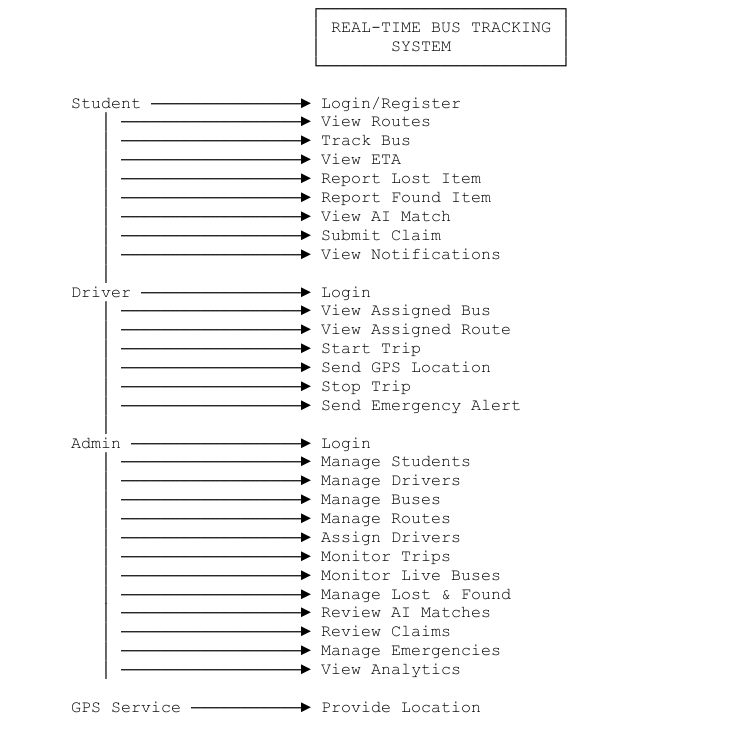 REAL-TIME BUS TRACKING
SYSTEM
Student Login/Register
View Routes
Track Bus
View ETA
Report Lost Item
Report Found Item
View AI Match
Submit Claim
View Notifications
Driver Login
View Assigned Bus
View Assigned Route
Start Trip
Send GPS Location
Stop Trip
Send Emergency Alert
Admin Login
Manage Students
Manage Drivers
Manage Buses
Manage Routes
Assign Drivers
Monitor Trips
Monitor Live Buses
Manage Lost & Found
Review AI Matches
Review Claims
Manage Emergencies
View Analytics
GPS Service Provide Location